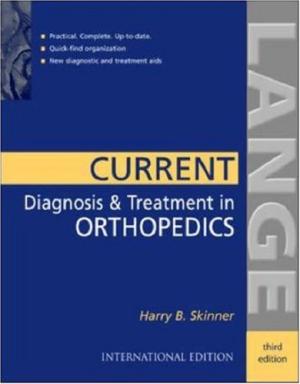 Practical. Complete. Up-to-date.
Quick-find organization
New diagnostic and treatment aids
LANGE
CURRENT
Diagnosis & Treatment in
ORTHOPEDICS
Harry B. Skinner
third
edition
INTERNATIONAL EDITION